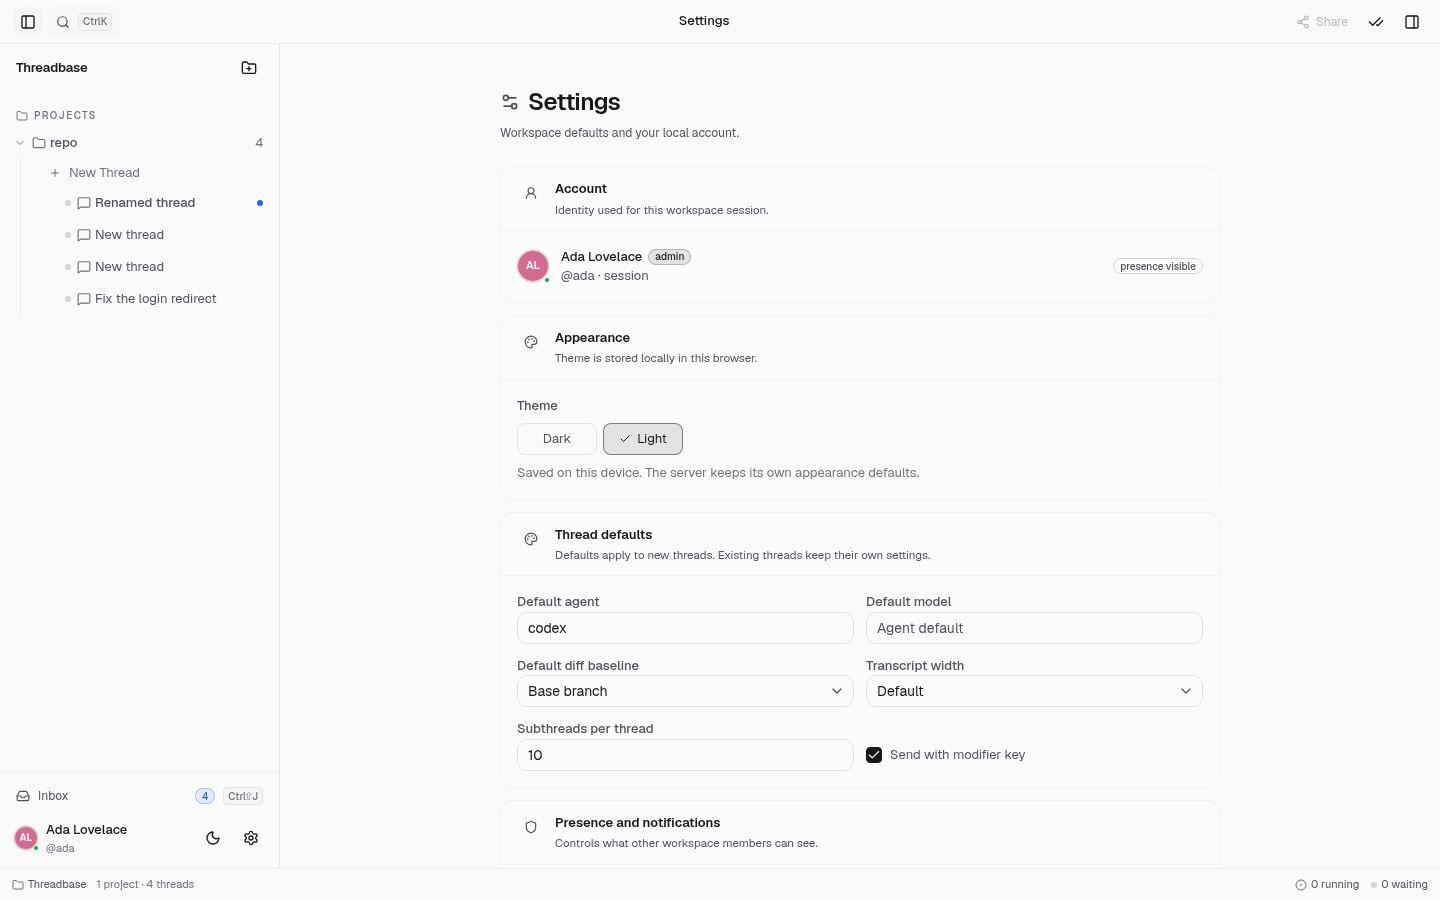 CtrlK
Settings
Share
Threadbase
PROJECTS
repo 4
New Thread
Renamed thread
New thread
New thread
Fix the login redirect
Inbox 4 Ctrl⇧J
AL Ada Lovelace
@ada
Settings
Workspace defaults and your local account.
Account
Identity used for this workspace session.
AL Ada Lovelace admin
@ada · session
presence visible
Appearance
Theme is stored locally in this browser.
Theme
Dark Light
Saved on this device. The server keeps its own appearance defaults.
Thread defaults
Defaults apply to new threads. Existing threads keep their own settings.
Default agent Default model
codex Agent default
Default diff baseline Transcript width
Base branch Default
Subthreads per thread
10 Send with modifier key
Presence and notifications
Controls what other workspace members can see.
Threadbase 1 project · 4 threads
0 running 0 waiting